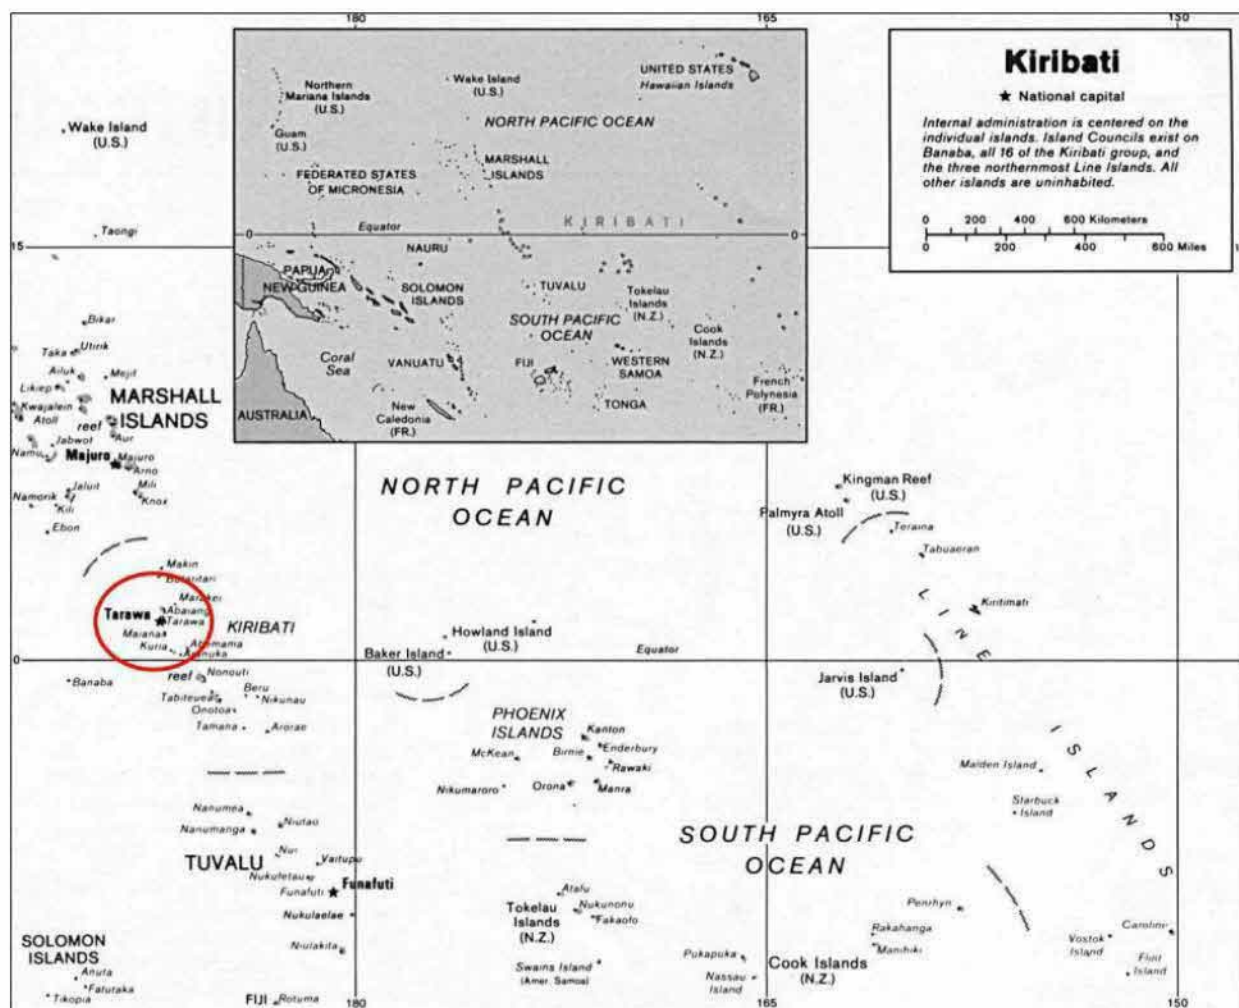 180
165
150
Kiribati
★ National capital
Internal administration is centered on the
individual islands. Island Councils exist on
Banaba, all 16 of the Kiribati group, and
the three northernmost Line Islands. All
other islands are uninhabited.
0 200 400 600 Kilometers
0 200 400 600 Miles
Northern
Mariana Islands
(U.S.)
Wake Island
(U.S.)
UNITED STATES
Hawaiian Islands
Guam
(U.S.)
NORTH PACIFIC OCEAN
FEDERATED STATES
OF MICRONESIA
MARSHALL
ISLANDS
KIRIBATI
0
Equator
0
NAURU
PAPUA
NEW GUINEA
SOLOMON
ISLANDS
TUVALU
Tokelau
Islands
(N.Z.)
SOUTH PACIFIC
OCEAN
Cook
Islands
(N.Z.)
Coral
Sea
VANUATU
FIJI
WESTERN
SAMOA
French
Polynesia
(FR.)
AUSTRALIA
New
Caledonia
(FR.)
TONGA
Wake Island
(U.S.)
Taongi
15
Bikar
Taka
Utirik
Ailuk
Mejit
Likiep
MARSHALL
ISLANDS
Kwajalein
Atoll
reef
Jabwot
Aur
Namu
Majuro
Majuro
Arno
Jaluit
Mili
Namorik
Kili
Knox
Ebon
NORTH PACIFIC
OCEAN
Kingman Reef
(U.S.)
Palmyra Atoll
(U.S.)
Teraina
Tabuaeran
Kiritimati
LINE
ISLANDS
Makin
Butaritari
Marakei
Tarawa
Abaiang
Tarawa
Maiana
KIRIBATI
Kuria
Abemama
Aranuka
Howland Island
(U.S.)
Baker Island
(U.S.)
Equator
0
Jarvis Island
(U.S.)
Banaba
reef
Nonouti
Tabiteuea
Beru
Nikunau
Onotoa
Tamana
Arorae
PHOENIX
ISLANDS
Kanton
McKean
Birnie
Enderbury
Rawaki
Nikumaroro
Orona
Manra
Malden Island
Starbuck
Island
Nanumea
Niutao
Nanumanga
SOUTH PACIFIC
OCEAN
TUVALU
Nui
Vaitupu
Nukufetau
Funafuti
Funafuti
Nukulaelae
Niulakita
Atafu
Nukunonu
Fakaofo
Tokelau
Islands
(N.Z.)
Swains Island
(Amer. Samoa)
Penrhyn
Rakahanga
Manihiki
Pukapuka
Nassau
Island
Cook Islands
(N.Z.)
Caroline
Vostok
Island
Flint
Island
SOLOMON
ISLANDS
Anuta
Fatutaka
Tikopia
FIJI
Rotuma
180
165
150